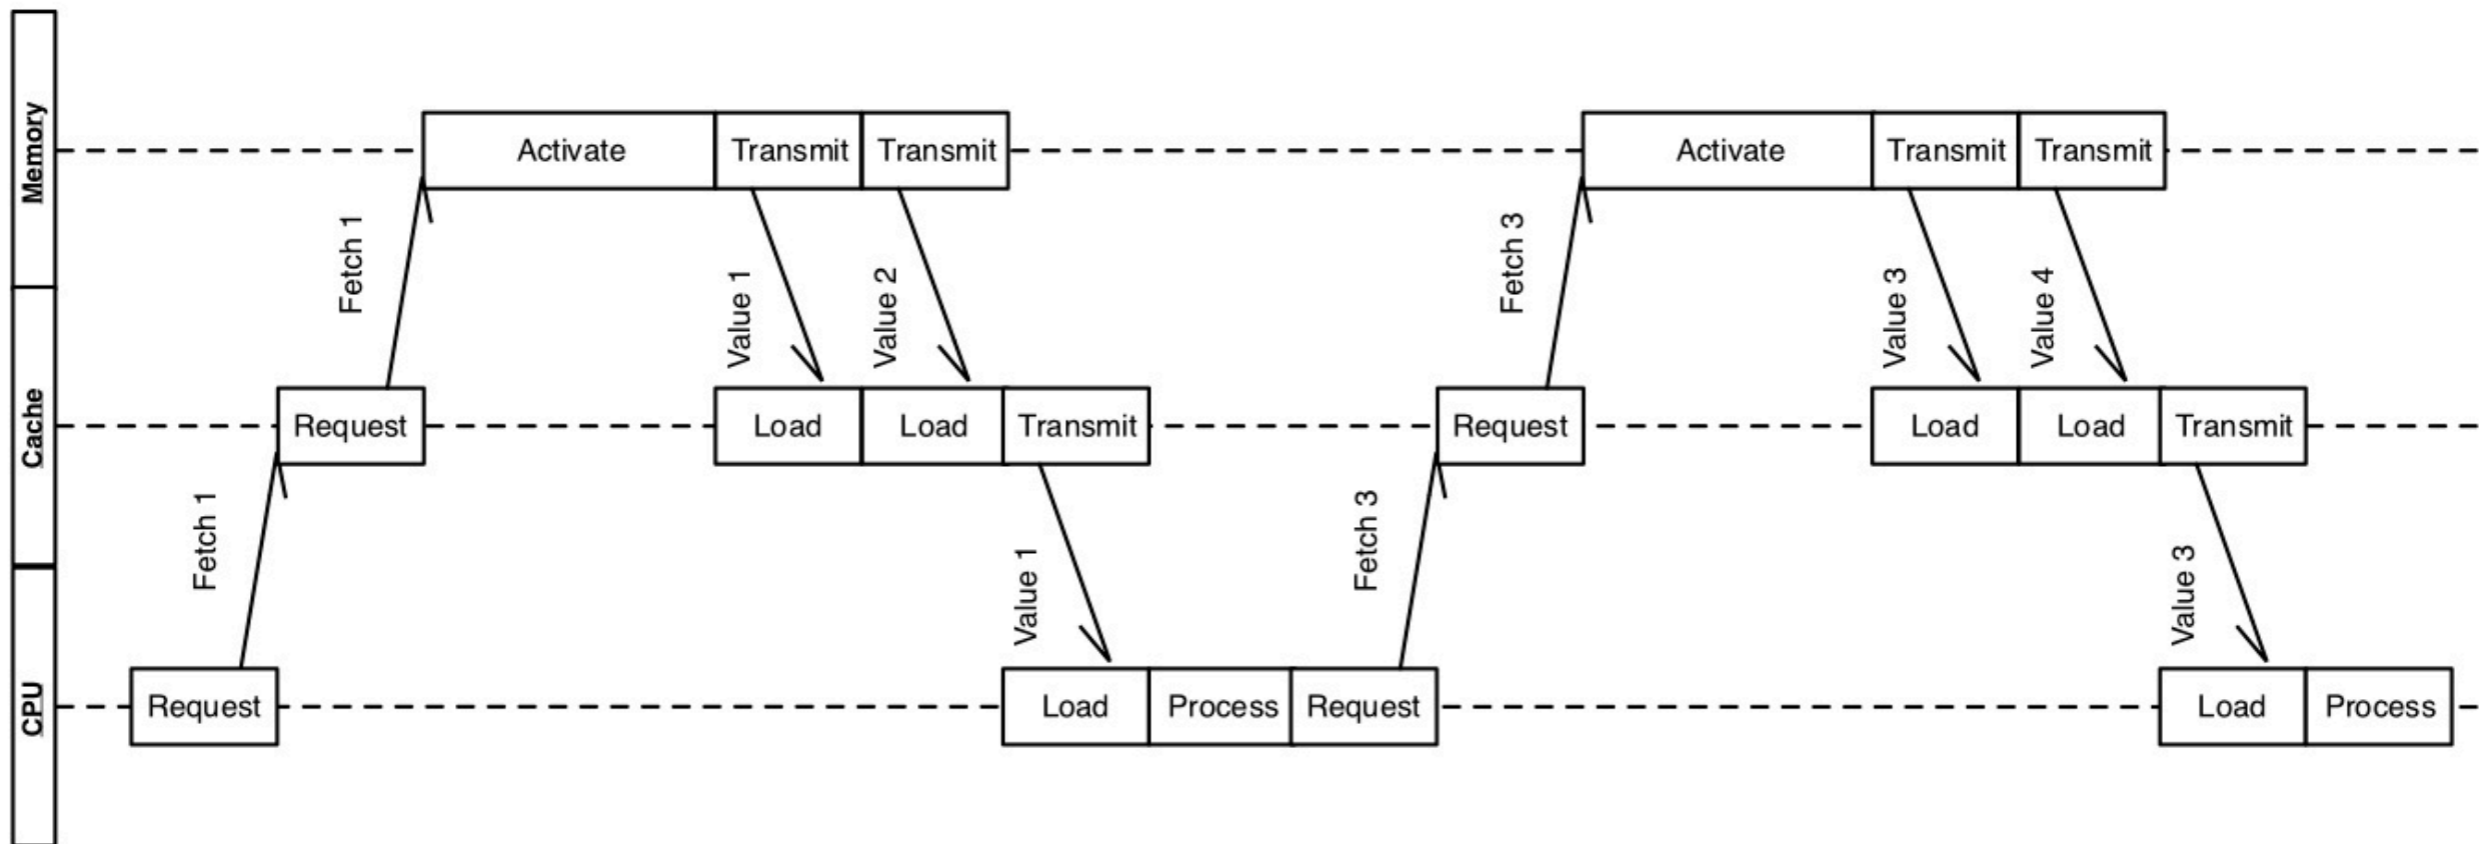 Memory
Activate
Transmit
Transmit
Activate
Transmit
Transmit
Fetch 1
Value 1
Value 2
Fetch 3
Value 3
Value 4
Cache
Request
Load
Load
Transmit
Request
Load
Load
Transmit
Fetch 1
Value 1
Fetch 3
Value 3
CPU
Request
Load
Process
Request
Load
Process